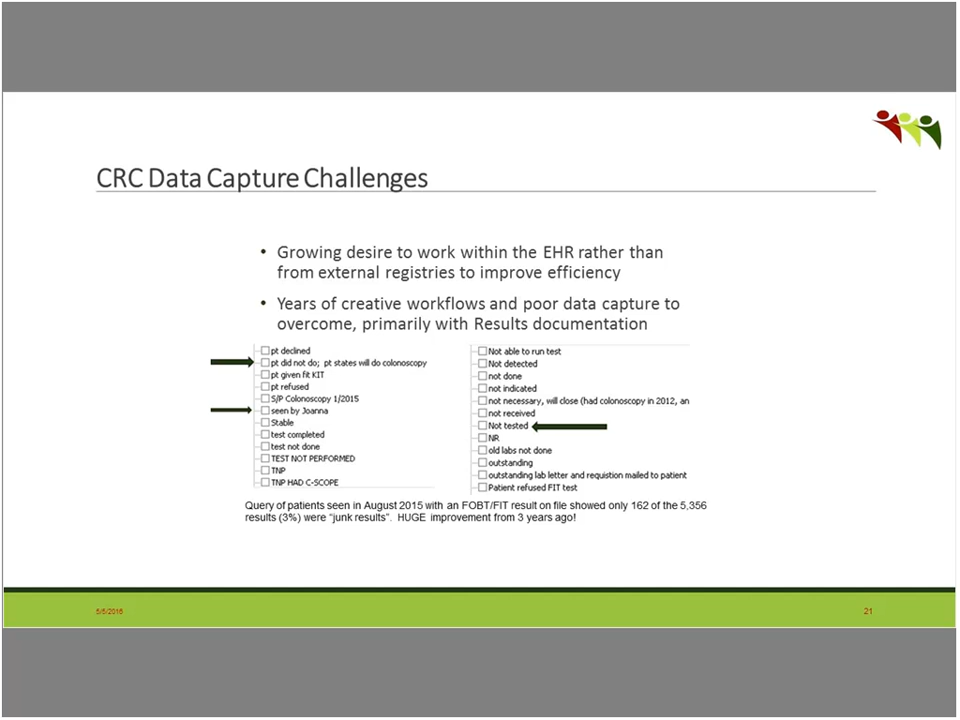 CRC Data Capture Challenges
• Growing desire to work within the EHR rather than
from external registries to improve efficiency
• Years of creative workflows and poor data capture to
overcome, primarily with Results documentation
pt declined
pt did not do; pt states will do colonoscopy
pt given fit KIT
pt refused
S/P Colonoscopy 1/2015
seen by Joanna
Stable
test completed
test not done
TEST NOT PERFORMED
TNP
TNP HAD C-SCOPE
Not able to run test
Not detected
not done
not indicated
not necessary, will close (had colonoscopy in 2012, an
not received
Not tested
NR
old labs not done
outstanding
outstanding lab letter and requistion mailed to patient
Patient refused FIT test
Query of patients seen in August 2015 with an FOBT/FIT result on file showed only 162 of the 5,356
results (3%) were “junk results”. HUGE improvement from 3 years ago!
5/5/2016
21